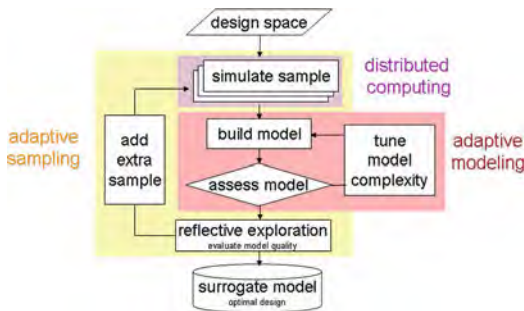 design space
simulate sample
distributed
computing
adaptive
sampling
add
extra
sample
build model
tune
model
complexity
adaptive
modeling
assess model
reflective exploration
evaluate model quality
surrogate model
optimal design